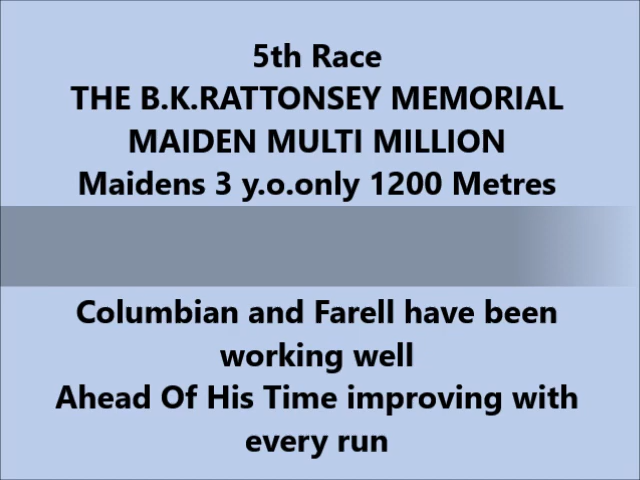 5th Race
THE B.K.RATTONSEY MEMORIAL
MAIDEN MULTI MILLION
Maidens 3 y.o.only 1200 Metres
Columbian and Farell have been
working well
Ahead Of His Time improving with
every run